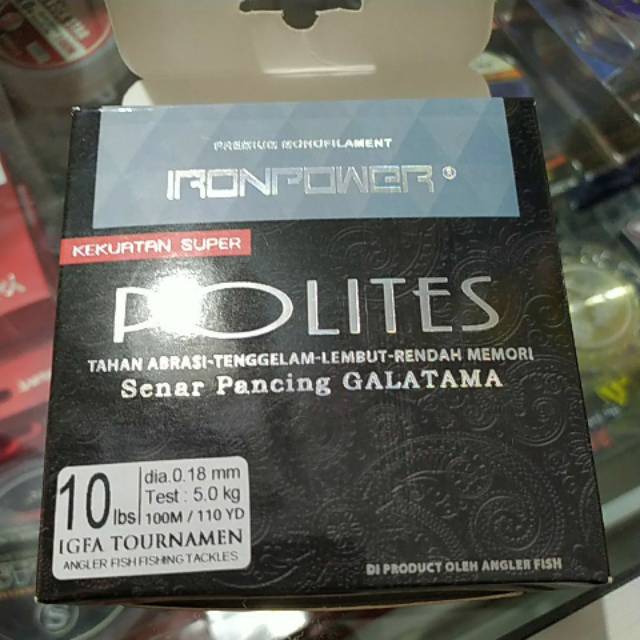 PREMIUM MONOFILAMENT
IRONPOWER®
KEKUATAN SUPER
POLITES
TAHAN ABRASI-TENGGELAM-LEMBUT-RENDAH MEMORI
Senar Pancing GALATAMA
10 lbs
dia.0.18 mm
Test : 5.0 kg
100M / 110 YD
IGFA TOURNAMEN
ANGLER FISH FISHING TACKLES
DI PRODUCT OLEH ANGLER FISH